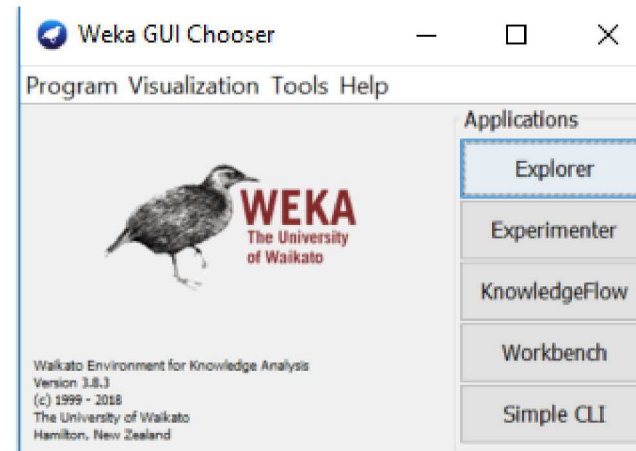 Weka GUI Chooser
Program Visualization Tools Help
Applications
Explorer
WEKA
The University
of Waikato
Experimenter
KnowledgeFlow
Workbench
Simple CLI
Waikato Environment for Knowledge Analysis
Version 3.8.3
(c) 1999 - 2018
The University of Waikato
Hamilton, New Zealand